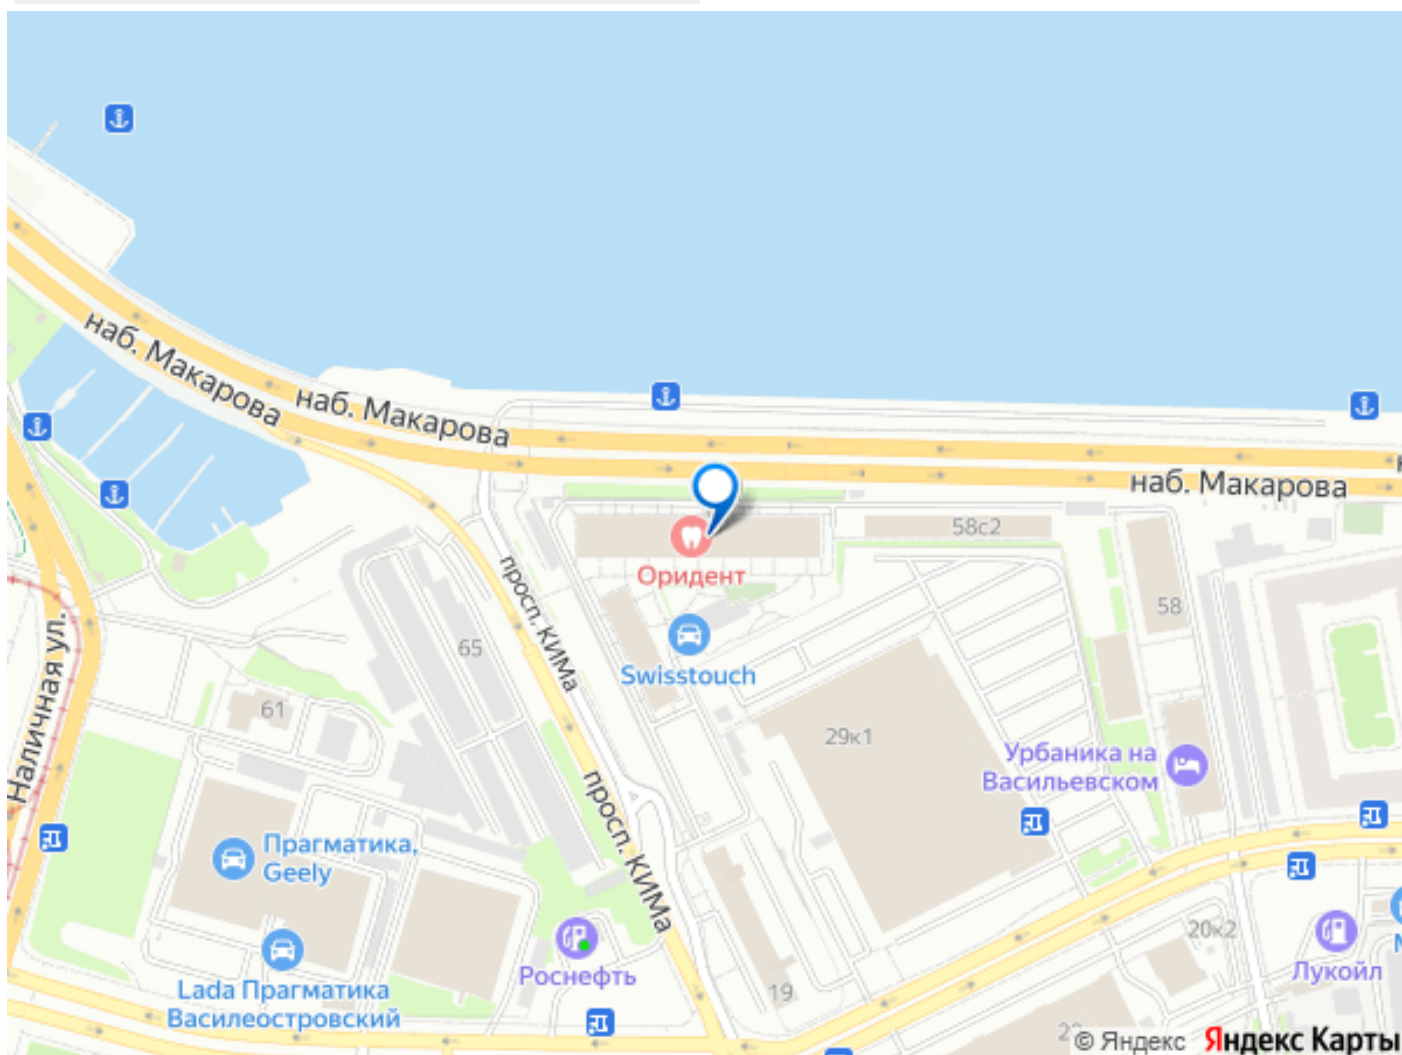 наб. Макарова
наб. Макарова
наб. Макарова
58с2
Оридент
58
просп. КИМа
65
Swisstouch
Наличная ул.
61
29к1
Урбаника на
Васильевском
просп. КИМа
Прагматика,
Geely
20к2
Роснефть
Лукойл
Lada Прагматика
Василеостровский
19
© Яндекс Яндекс Карты